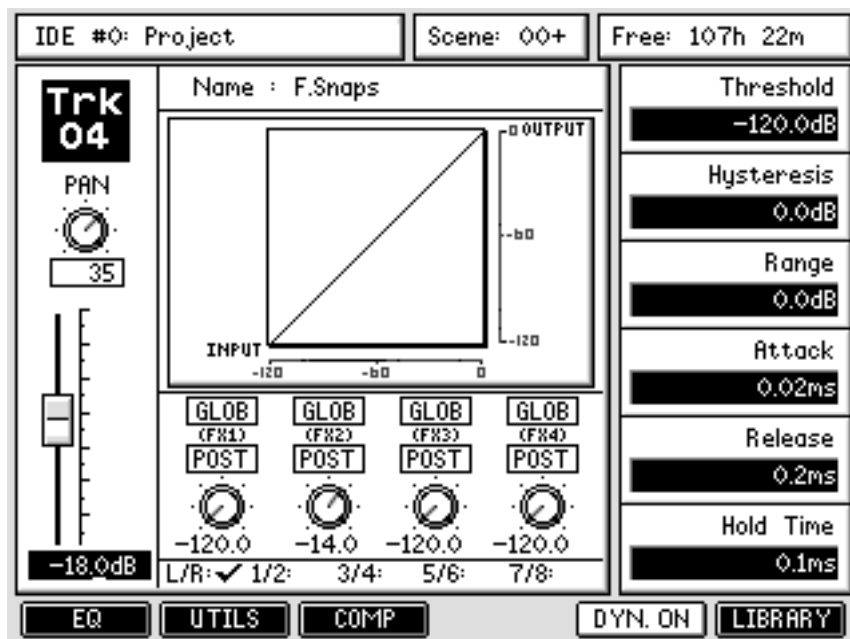 IDE #0: Project
Scene: 00+
Free: 107h 22m
Trk
04
PAN
35
-18.0dB
Name : F.Snaps
0 OUTPUT
-60
-120
INPUT
-120 -60 0
GLOB GLOB GLOB GLOB
(FX1) (FX2) (FX3) (FX4)
POST POST POST POST
-120.0 -14.0 -120.0 -120.0
L/R:✓ 1/2: 3/4: 5/6: 7/8:
Threshold
-120.0dB
Hysteresis
0.0dB
Range
0.0dB
Attack
0.02ms
Release
0.2ms
Hold Time
0.1ms
EQ UTILS COMP DYN. ON LIBRARY